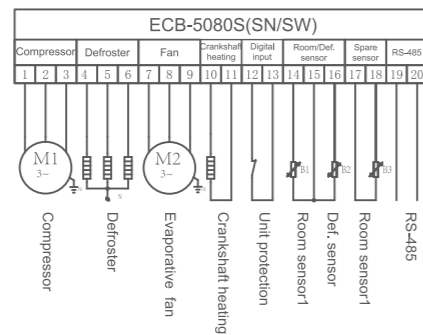 ECB-5080S(SN/SW)
Compressor Defroster Fan Crankshaft heating Digital input Room/Def. sensor Spare sensor RS-485
1 2 3 4 5 6 7 8 9 10 11 12 13 14 15 16 17 18 19 20
M1 3~ M2 3~ B1 B2 B3
N
Compressor
Defroster
Evaporative fan
Crankshaft heating
Unit protection
Room sensor1
Def. sensor
Room sensor1
RS-485